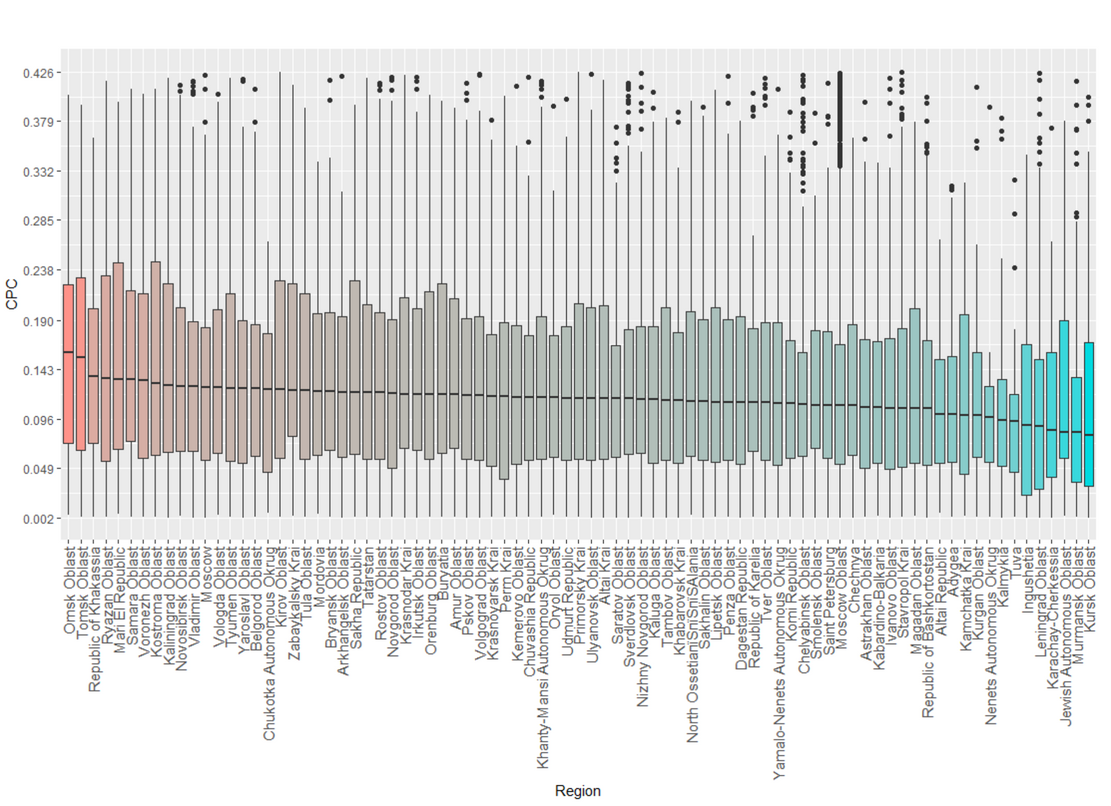 0.426
0.379
0.332
0.285
0.238
0.190
0.143
0.096
0.049
0.002
CPC
Omsk Oblast
Tomsk Oblast
Republic of Khakassia
Ryazan Oblast
Mari El Republic
Samara Oblast
Voronezh Oblast
Kostroma Oblast
Kaliningrad Oblast
Novosibirsk Oblast
Vladimir Oblast
Moscow
Vologda Oblast
Tyumen Oblast
Yaroslavl Oblast
Belgorod Oblast
Chukotka Autonomous Okrug
Kirov Oblast
Zabaykalsky Krai
Tula Oblast
Mordovia
Bryansk Oblast
Arkhangelsk Oblast
Sakha Republic
Tatarstan
Rostov Oblast
Novgorod Oblast
Krasnodar Krai
Irkutsk Oblast
Orenburg Oblast
Buryatia
Amur Oblast
Pskov Oblast
Volgograd Oblast
Krasnoyarsk Krai
Perm Krai
Kemerovo Oblast
Chuvash Republic
Khanty-Mansi Autonomous Okrug
Oryol Oblast
Udmurt Republic
Primorsky Krai
Ulyanovsk Oblast
Altai Krai
Saratov Oblast
Sverdlovsk Oblast
Nizhny Novgorod Oblast
Kaluga Oblast
Tambov Oblast
Khabarovsk Krai
North OssetianiSniSniSAlania
Sakhalin Oblast
Lipetsk Oblast
Penza Oblast
Dagestan Republic
Republic of Karelia
Tver Oblast
Yamalo-Nenets Autonomous Okrug
Komi Republic
Chelyabinsk Oblast
Smolensk Oblast
Saint Petersburg
Moscow Oblast
Chechnya
Astrakhan Oblast
Kabardino-Balkaria
Ivanovo Oblast
Stavropol Krai
Magadan Oblast
Republic of Bashkortostan
Altai Republic
Adygea
Kamchatka Krai
Kurgan Oblast
Nenets Autonomous Okrug
Kalmykia
Tuva
Ingushetia
Leningrad Oblast
Karachay-Cherkessia
Jewish Autonomous Oblast
Murmansk Oblast
Kursk Oblast
Region